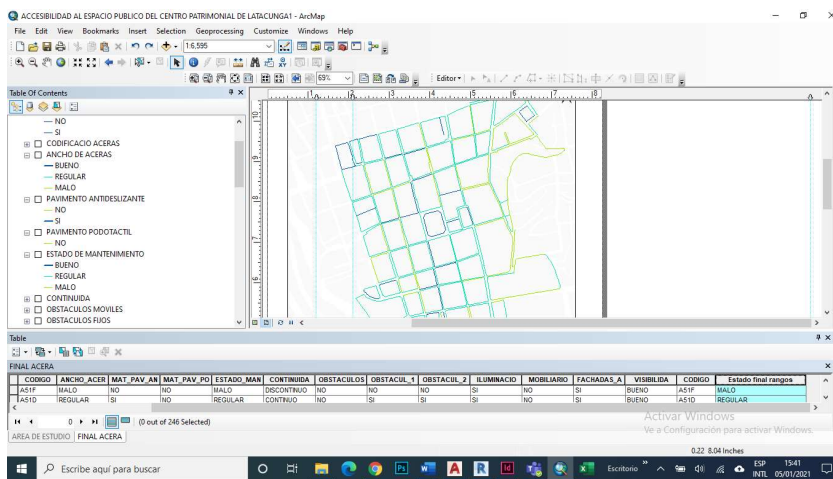 ACCESIBILIDAD AL ESPACIO PUBLICO DEL CENTRO PATRIMONIAL DE LATACUNGA1 - ArcMap
File Edit View Bookmarks Insert Selection Geoprocessing Customize Windows Help
1:6,595
69% Editor
Table Of Contents
NO
SI
CODIFICACIO ACERAS
ANCHO DE ACERAS
BUENO
REGULAR
MALO
PAVIMENTO ANTIDESLIZANTE
NO
SI
PAVIMENTO PODOTACTIL
NO
ESTADO DE MANTENIMIENTO
BUENO
REGULAR
MALO
CONTINUIDA
OBSTACULOS MOVILES
OBSTACULOS FIJOS
Table
FINAL ACERA
CODIGO ANCHO_ACER MAT_PAV_AN MAT_PAV_PO ESTADO_MAN CONTINUIDA OBSTACULOS OBSTACUL_1 OBSTACUL_2 ILUMINACIO MOBILIARIO FACHADAS_A VISIBILIDA CODIGO Estado final rangos
A51F MALO NO NO MALO DISCONTINUO NO NO NO SI NO SI BUENO A51F MALO
A51D REGULAR SI NO REGULAR CONTINUO NO SI SI SI NO SI BUENO A51D REGULAR
0 (0 out of 246 Selected)
AREA DE ESTUDIO FINAL ACERA
Activar Windows
Ve a Configuración para activar Windows.
0.22 8.04 Inches
Escribe aquí para buscar
Escritorio
ESP
INTL
15:41
05/01/2021